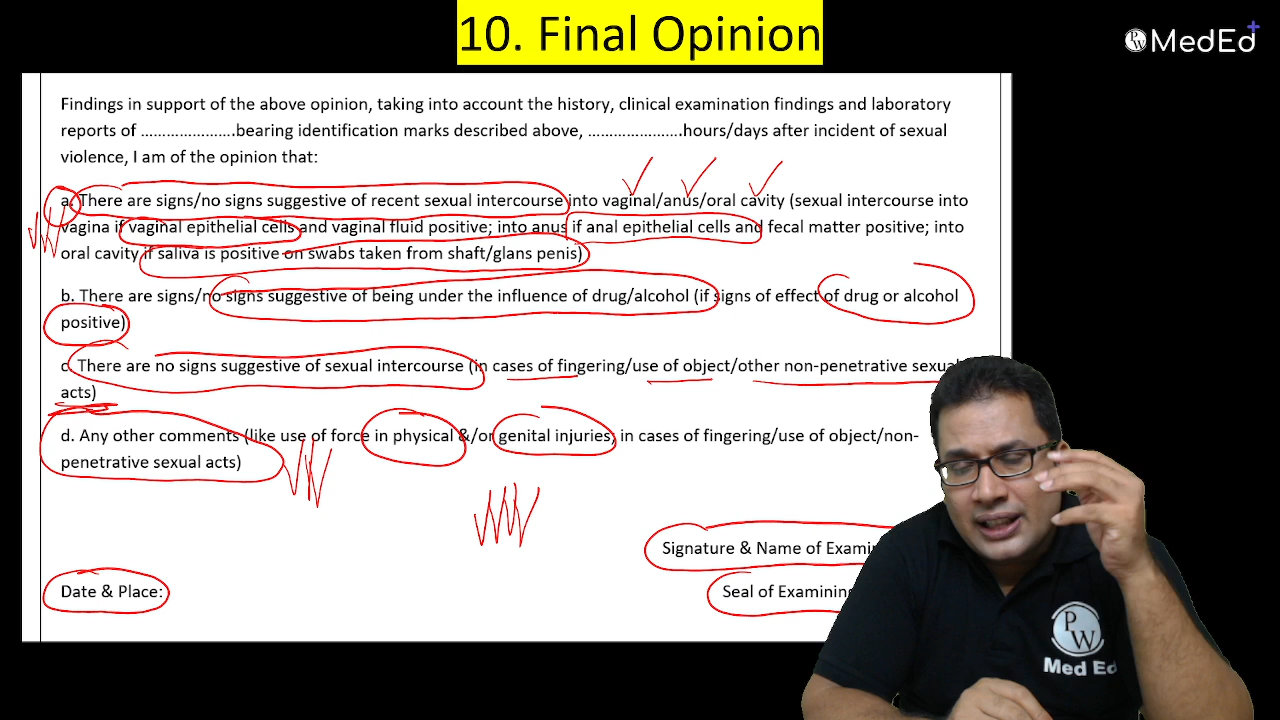 10. Final Opinion
PW MedEd
Findings in support of the above opinion, taking into account the history, clinical examination findings and laboratory
reports of ………………….bearing identification marks described above, ………………….hours/days after incident of sexual
violence, I am of the opinion that:
a. There are signs/no signs suggestive of recent sexual intercourse into vaginal/anus/oral cavity (sexual intercourse into
vagina if vaginal epithelial cells and vaginal fluid positive; into anus if anal epithelial cells and fecal matter positive; into
oral cavity if saliva is positive on swabs taken from shaft/glans penis)
b. There are signs/no signs suggestive of being under the influence of drug/alcohol (if signs of effect of drug or alcohol
positive)
c. There are no signs suggestive of sexual intercourse (in cases of fingering/use of object/other non-penetrative sexual
acts)
d. Any other comments (like use of force in physical &/or genital injuries, in cases of fingering/use of object/non-
penetrative sexual acts)
Signature & Name of
Date & Place:
Seal of Examining
PW
Med Ed